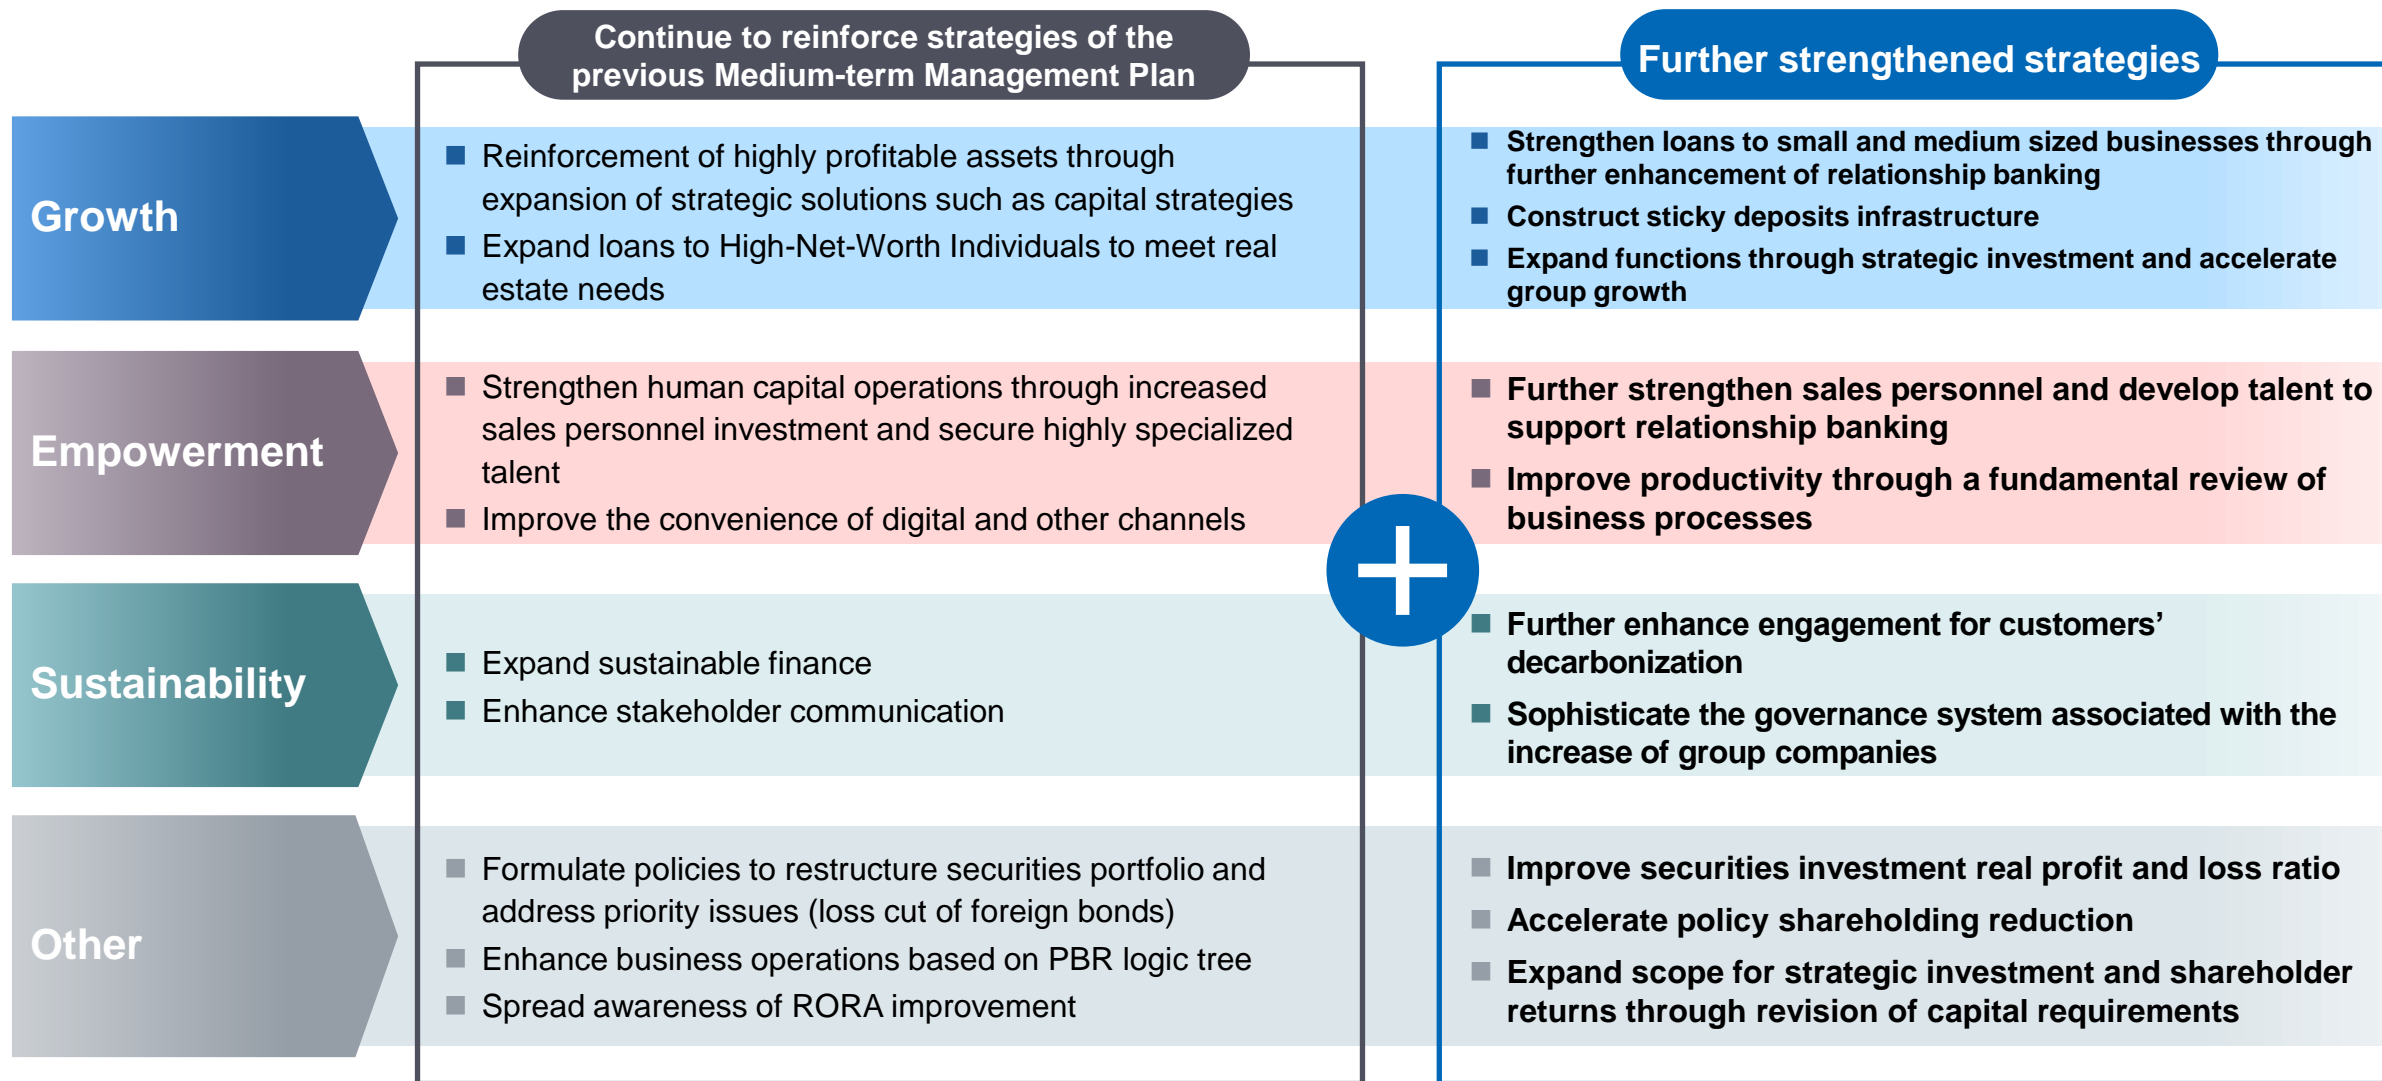 Continue to reinforce strategies of the
previous Medium-term Management Plan
Further strengthened strategies
Growth
Reinforcement of highly profitable assets through
expansion of strategic solutions such as capital strategies
Expand loans to High-Net-Worth Individuals to meet real
estate needs
Strengthen loans to small and medium sized businesses through
further enhancement of relationship banking
Construct sticky deposits infrastructure
Expand functions through strategic investment and accelerate
group growth
Empowerment
Strengthen human capital operations through increased
sales personnel investment and secure highly specialized
talent
Improve the convenience of digital and other channels
Further strengthen sales personnel and develop talent to
support relationship banking
Improve productivity through a fundamental review of
business processes
Sustainability
Expand sustainable finance
Enhance stakeholder communication
Further enhance engagement for customers’
decarbonization
Sophisticate the governance system associated with the
increase of group companies
Other
Formulate policies to restructure securities portfolio and
address priority issues (loss cut of foreign bonds)
Enhance business operations based on PBR logic tree
Spread awareness of RORA improvement
Improve securities investment real profit and loss ratio
Accelerate policy shareholding reduction
Expand scope for strategic investment and shareholder
returns through revision of capital requirements